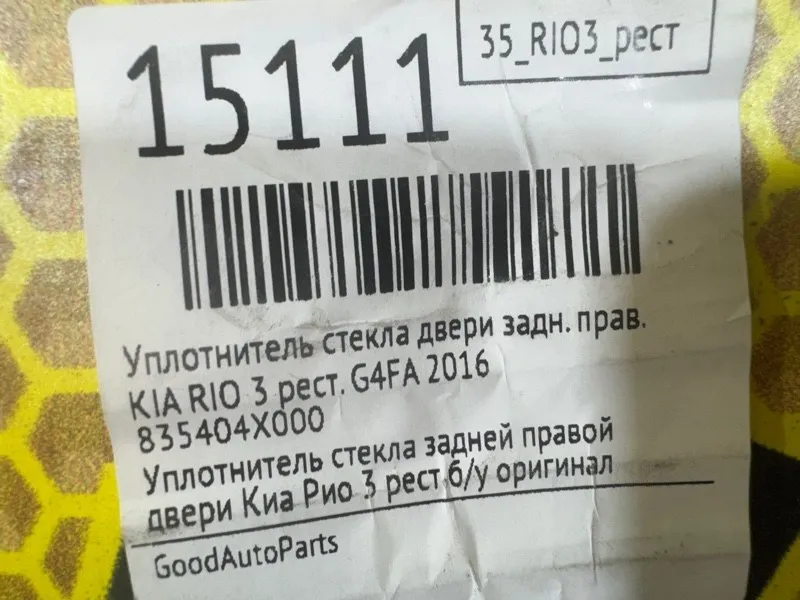 15111
35_RIO3_рест
Уплотнитель стекла двери задн. прав.
KIA RIO 3 рест. G4FA 2016
835404X000
Уплотнитель стекла задней правой
двери Киа Рио 3 рест б/у оригинал
GoodAutoParts